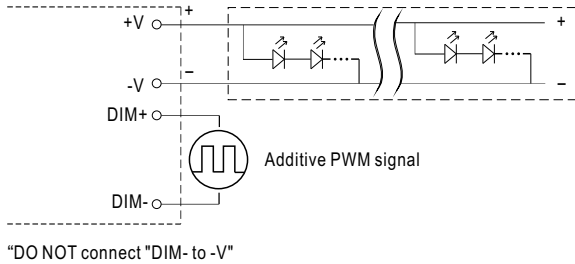 +V + +
-V – –
DIM+
Additive PWM signal
DIM-
“DO NOT connect "DIM- to -V"